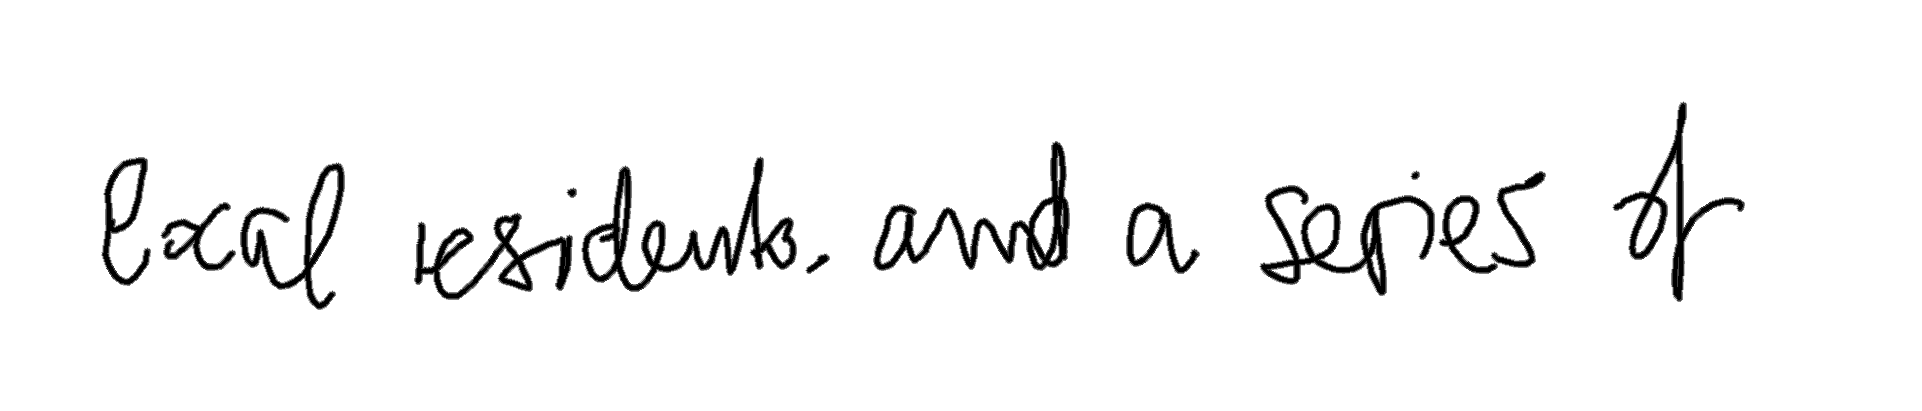 local residents, and a series of